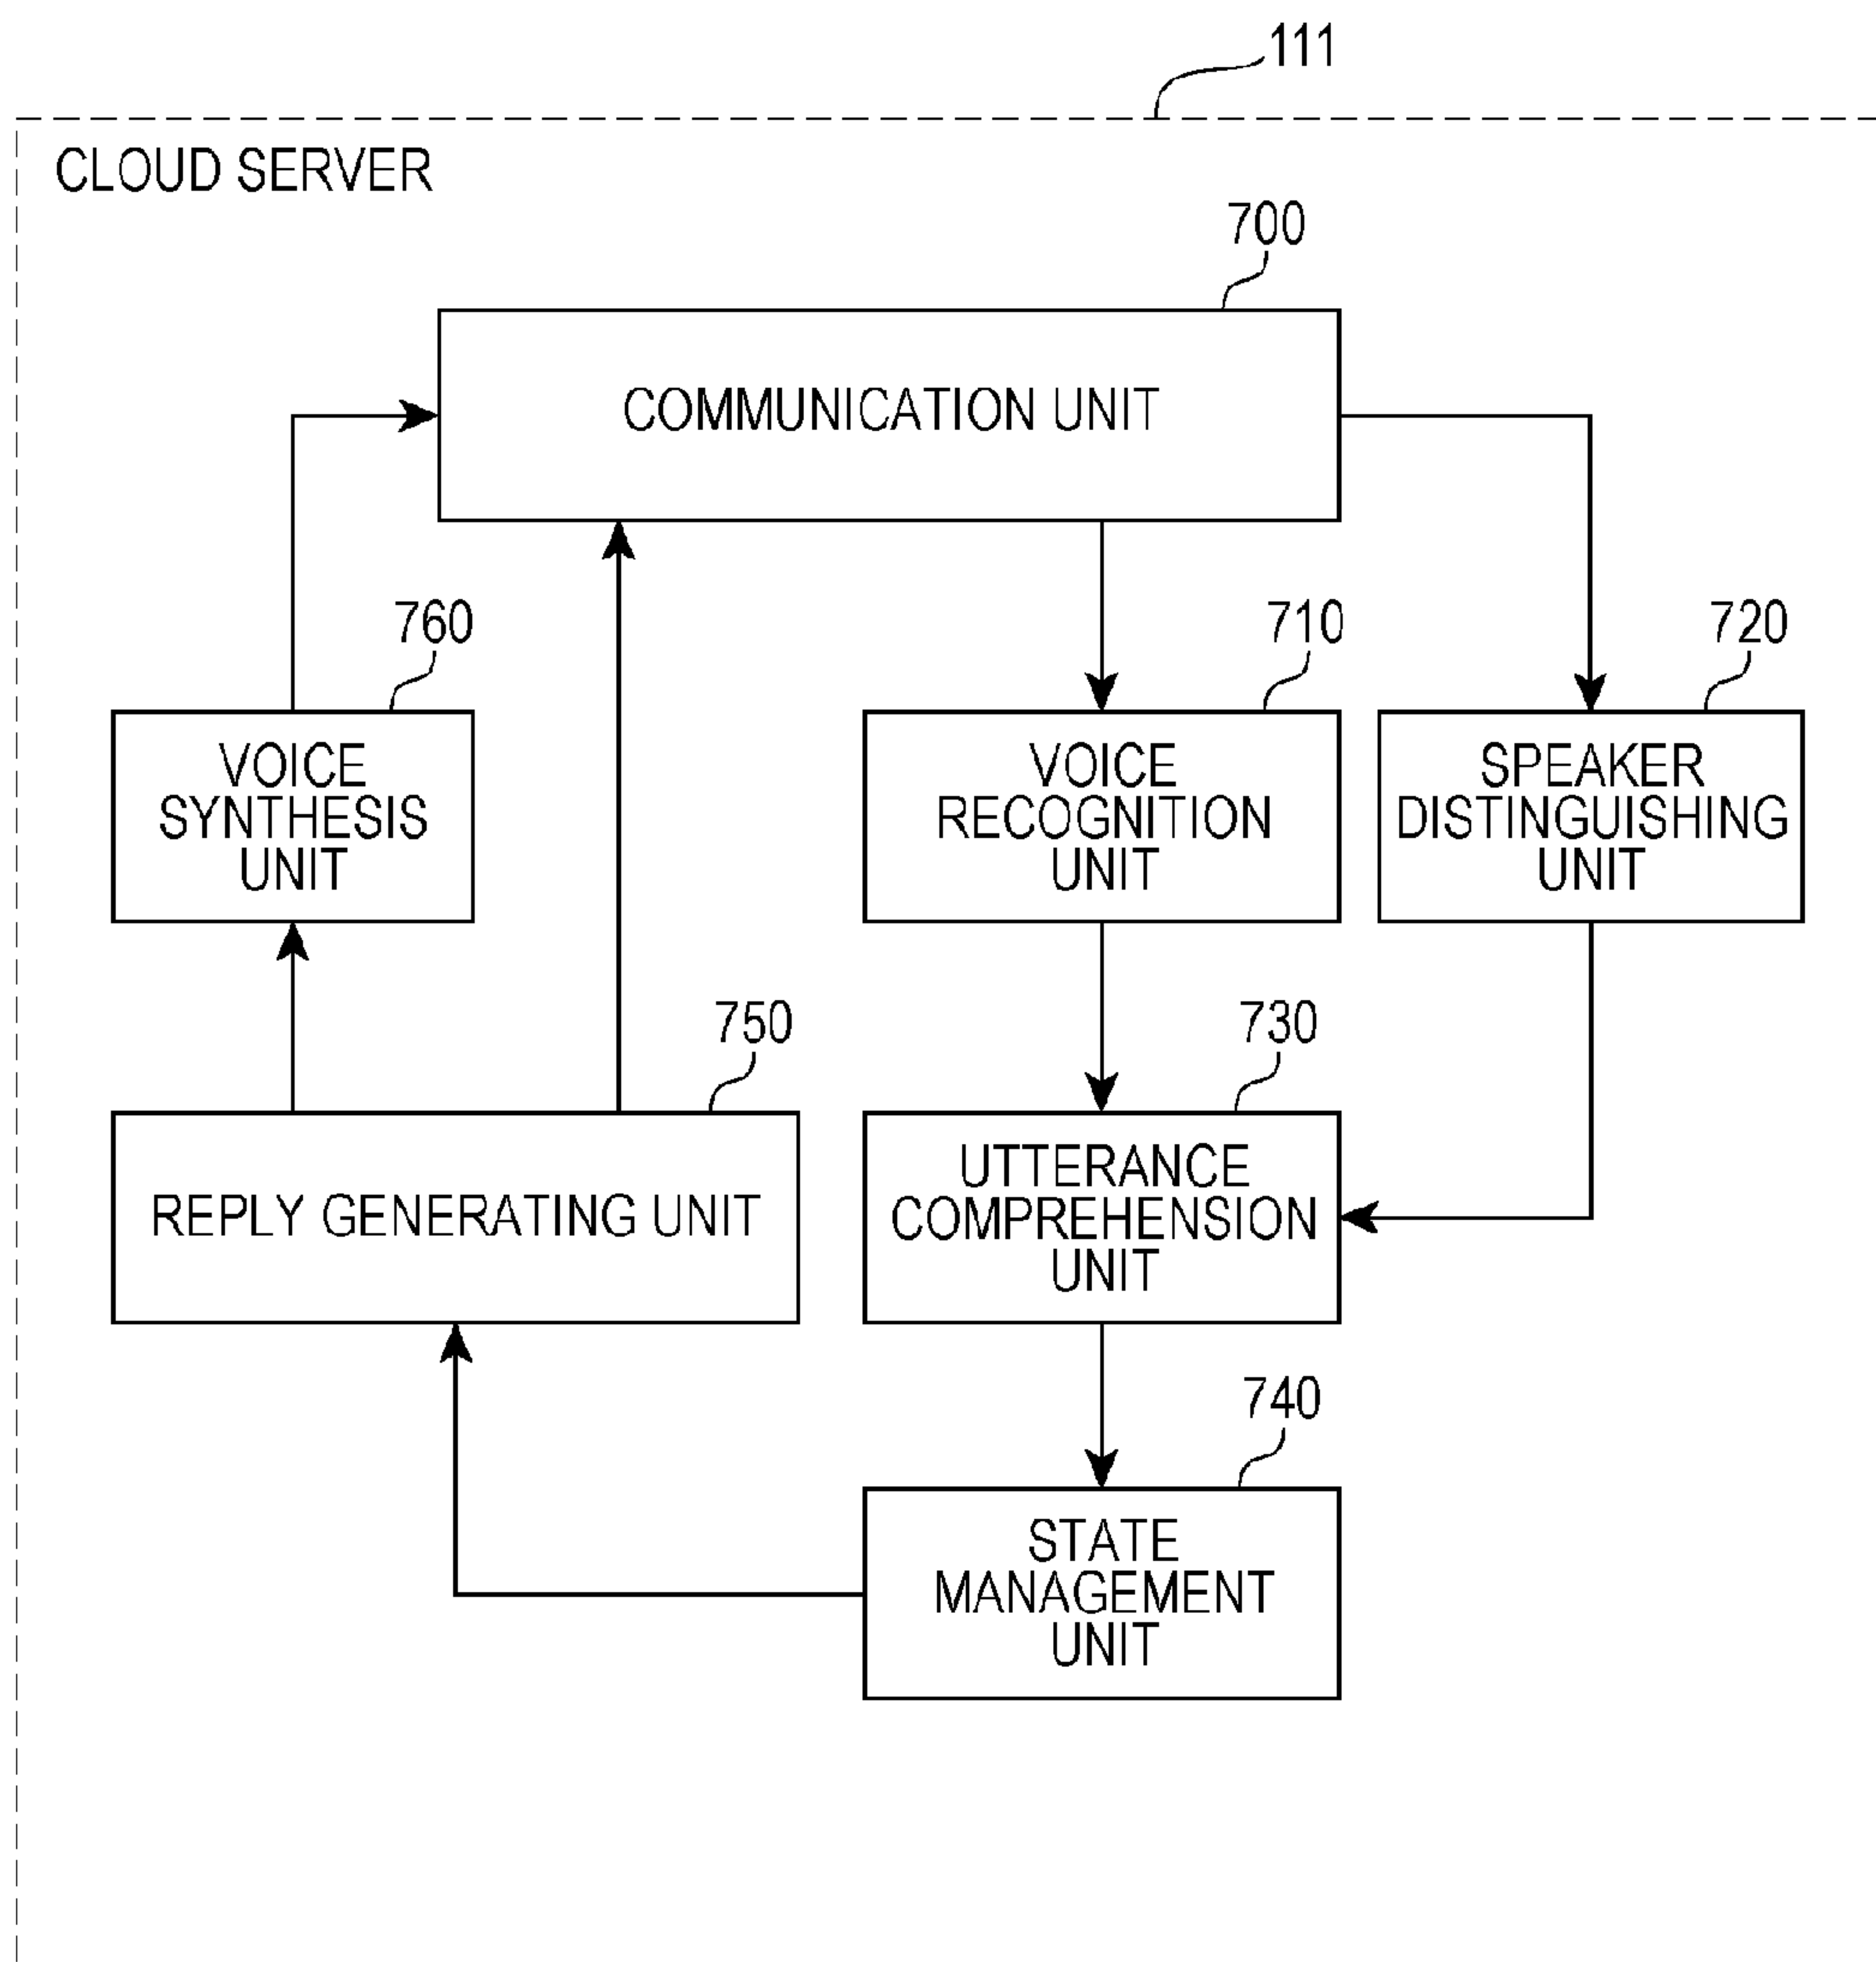 111
CLOUD SERVER
700
COMMUNICATION UNIT
760
710
720
VOICE
SYNTHESIS
UNIT
VOICE
RECOGNITION
UNIT
SPEAKER
DISTINGUISHING
UNIT
750
730
REPLY GENERATING UNIT
UTTERANCE
COMPREHENSION
UNIT
740
STATE
MANAGEMENT
UNIT